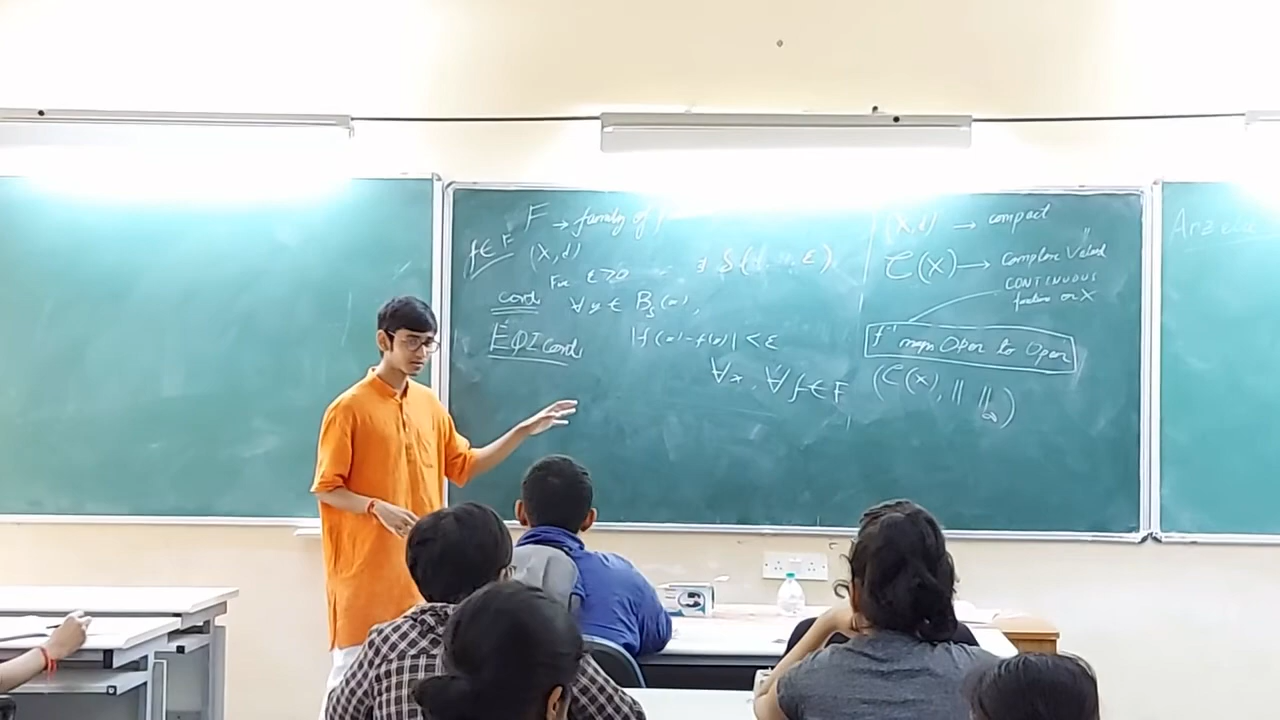 F → family of
f ∈ F (X, d)
For ε > 0 ∃ δ( ε)
cond ∀ y ∈ B_δ(x),
EQI cond |f(x) - f(y)| < ε
∀x, ∀ f ∈ F
(X, d) → compact
C(X) → Complex Valued
CONTINUOUS
function on X
f⁻¹ maps Open to Open
(C(X), || ||_∞)
Arzela